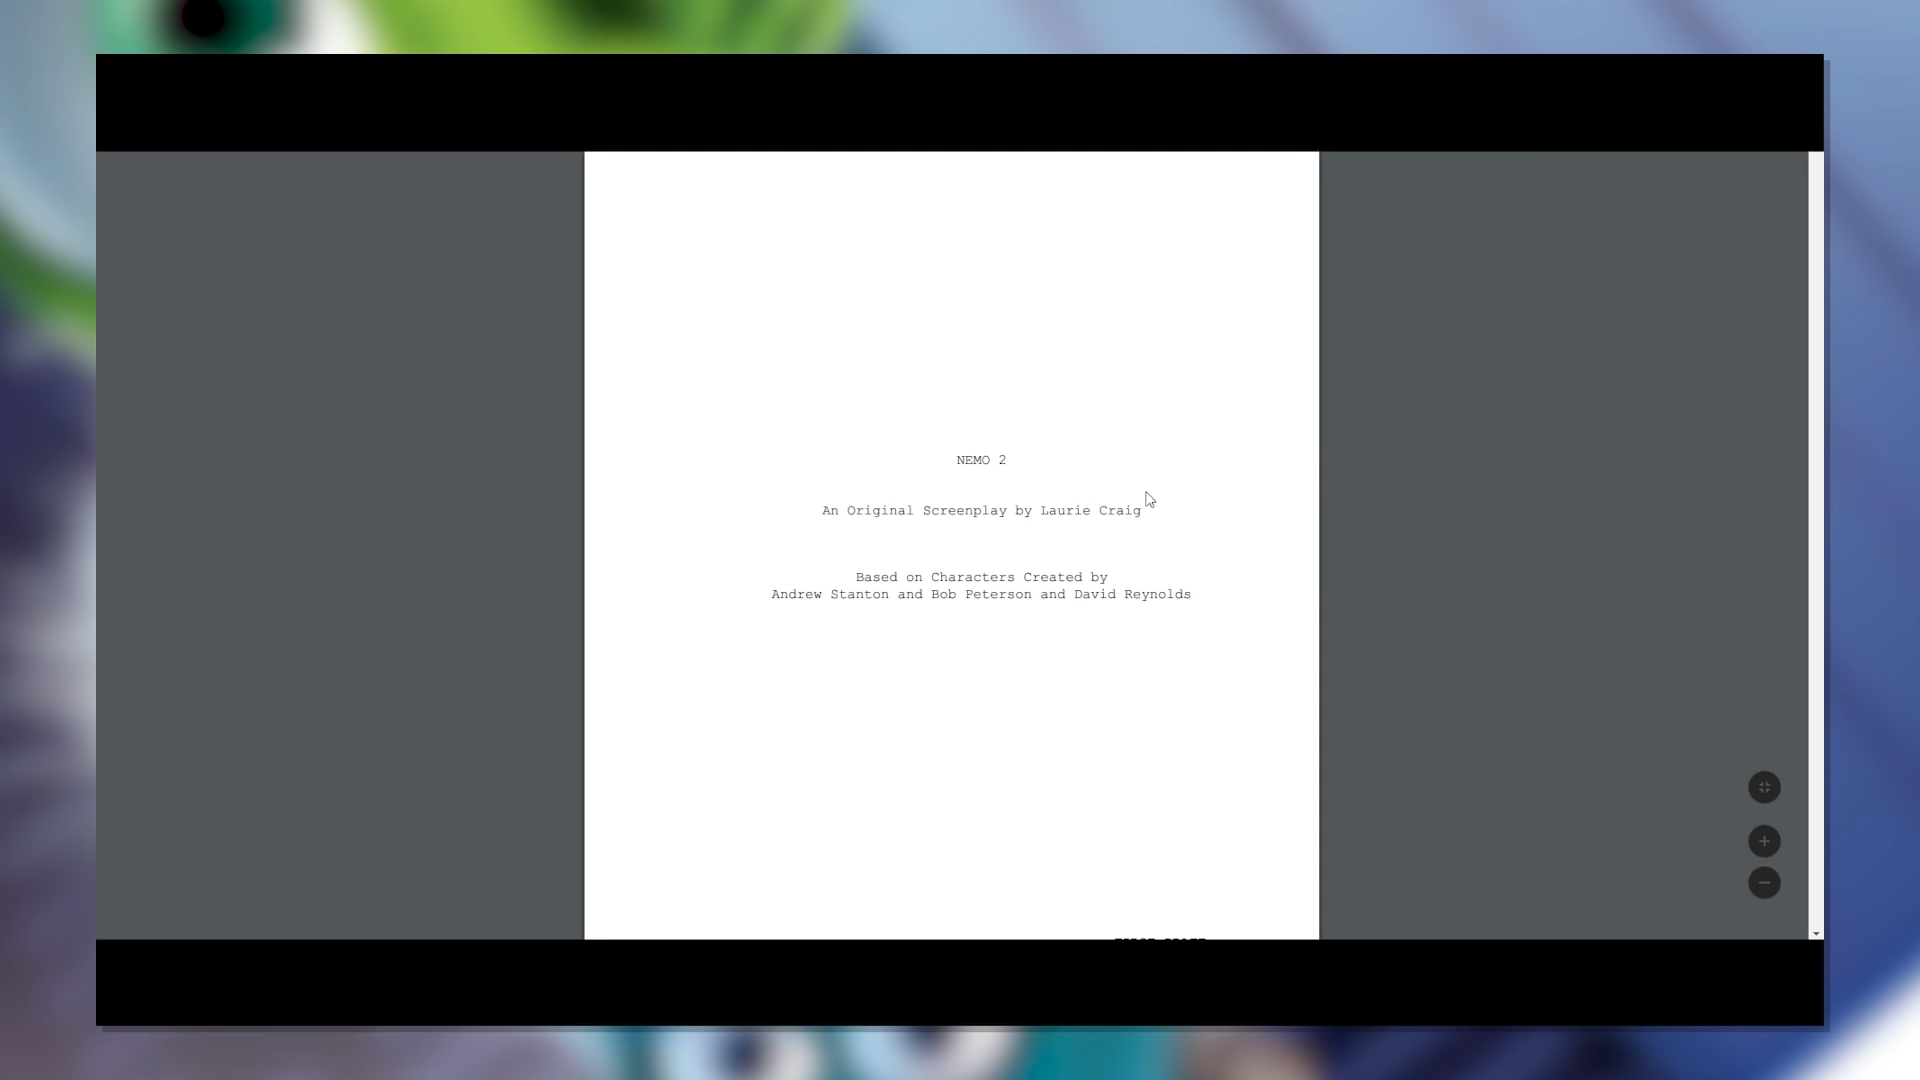 NEMO 2
An Original Screenplay by Laurie Craig
Based on Characters Created by
Andrew Stanton and Bob Peterson and David Reynolds